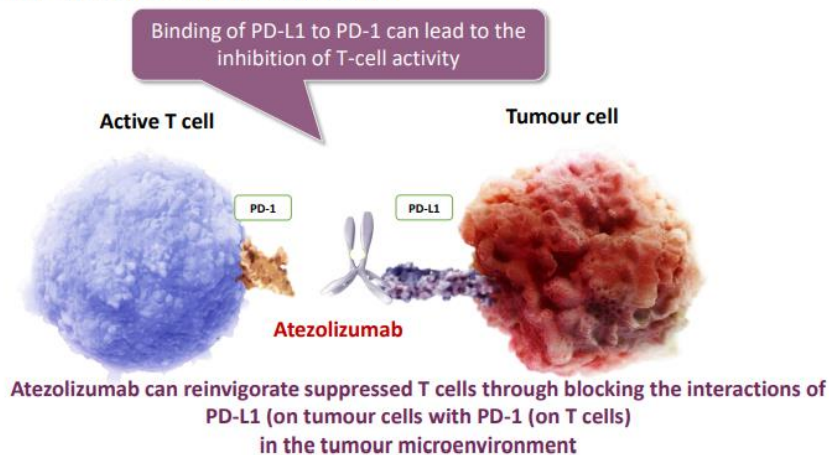 Binding of PD-L1 to PD-1 can lead to the
inhibition of T-cell activity
Active T cell
Tumour cell
PD-1
PD-L1
Atezolizumab
Atezolizumab can reinvigorate suppressed T cells through blocking the interactions of
PD-L1 (on tumour cells with PD-1 (on T cells)
in the tumour microenvironment